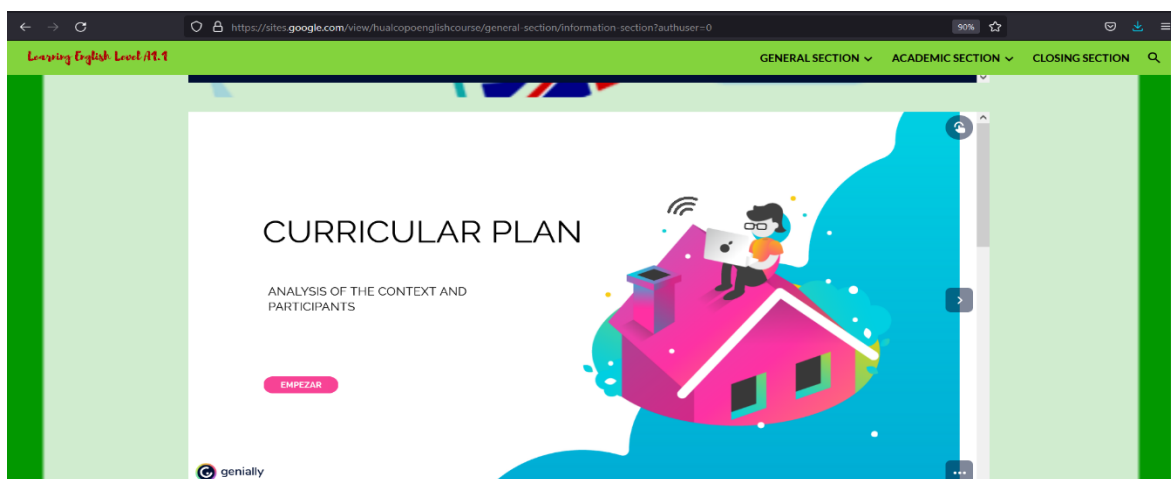 https://sites.google.com/view/hualcopoenglishcourse/general-section/information-section?authuser=0
90%
Learning English Level A1.1
GENERAL SECTION
ACADEMIC SECTION
CLOSING SECTION
CURRICULAR PLAN
ANALYSIS OF THE CONTEXT AND
PARTICIPANTS
EMPEZAR
genially